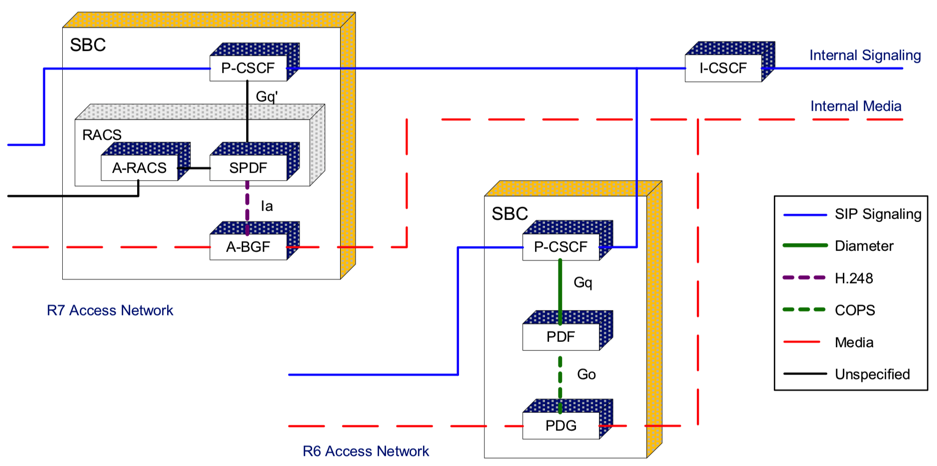 SBC
P-CSCF
I-CSCF
Internal Signaling
Gq'
Internal Media
RACS
A-RACS
SPDF
Ia
A-BGF
R7 Access Network
SBC
P-CSCF
Gq
PDF
Go
PDG
R6 Access Network
SIP Signaling
Diameter
H.248
COPS
Media
Unspecified